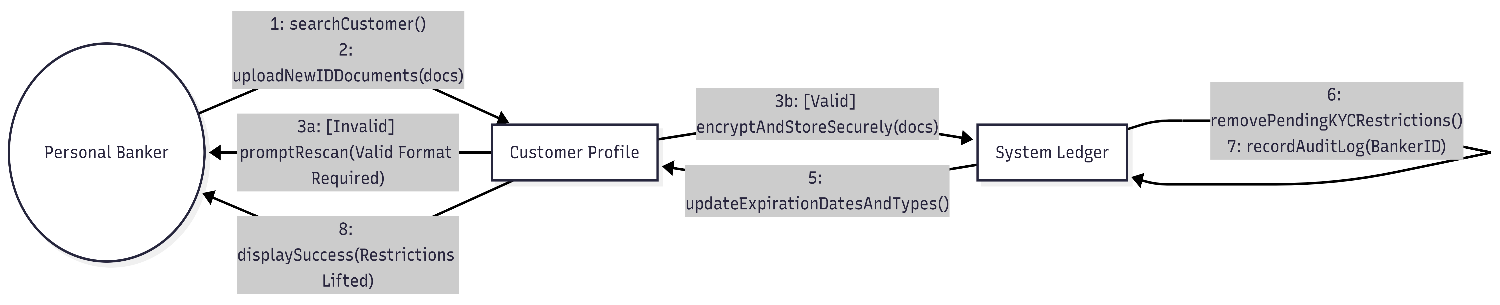 1: searchCustomer()
2:
uploadNewIDDocuments(docs)
Personal Banker
3a: [Invalid]
promptRescan(Valid Format
Required)
8:
displaySuccess(Restrictions
Lifted)
Customer Profile
3b: [Valid]
encryptAndStoreSecurely(docs)
5:
updateExpirationDatesAndTypes()
System Ledger
6:
removePendingKYCRestrictions()
7: recordAuditLog(BankerID)